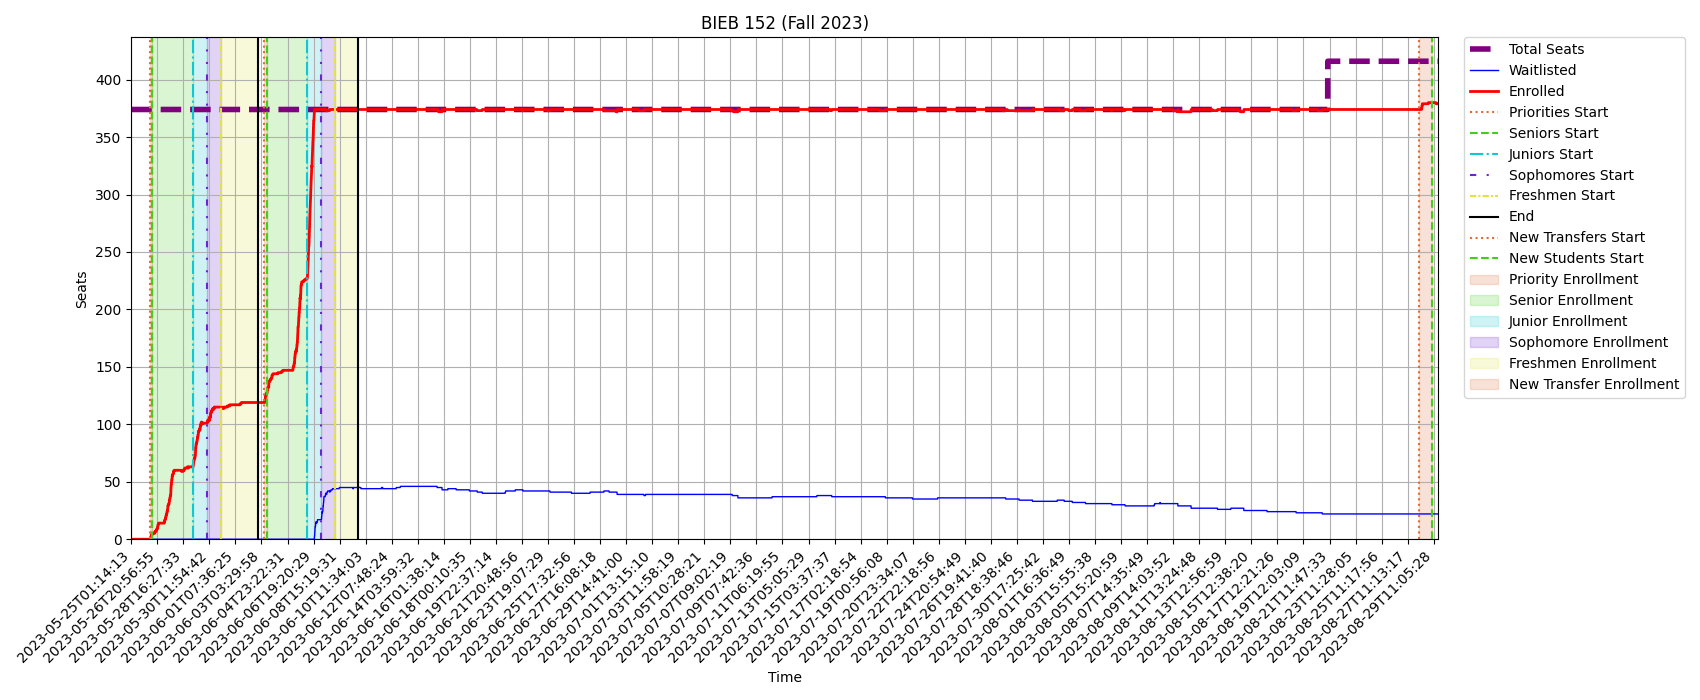 BIEB 152 (Fall 2023)
Seats
400
350
300
250
200
150
100
50
0
2023-05-25T01:14:13
2023-05-26T20:56:55
2023-05-28T16:27:33
2023-05-30T11:54:42
2023-06-01T07:36:25
2023-06-03T03:29:58
2023-06-04T23:22:31
2023-06-06T19:20:29
2023-06-08T15:19:31
2023-06-10T11:34:03
2023-06-12T07:48:24
2023-06-14T03:59:32
2023-06-16T01:38:14
2023-06-18T00:10:35
2023-06-19T22:37:14
2023-06-21T20:48:56
2023-06-23T19:07:29
2023-06-25T17:32:56
2023-06-27T16:08:18
2023-06-29T14:41:00
2023-07-01T13:15:10
2023-07-03T11:58:19
2023-07-05T10:28:21
2023-07-07T09:02:19
2023-07-09T07:42:36
2023-07-11T06:19:55
2023-07-13T05:05:29
2023-07-15T03:37:37
2023-07-17T02:18:54
2023-07-19T00:56:08
2023-07-20T23:34:07
2023-07-22T22:18:56
2023-07-24T20:54:49
2023-07-26T19:41:40
2023-07-28T18:38:46
2023-07-30T17:25:42
2023-08-01T16:36:49
2023-08-03T15:55:38
2023-08-05T15:20:59
2023-08-07T14:35:49
2023-08-09T14:03:52
2023-08-11T13:24:48
2023-08-13T12:56:59
2023-08-15T12:38:20
2023-08-17T12:21:26
2023-08-19T12:03:09
2023-08-21T11:47:33
2023-08-23T11:28:05
2023-08-25T11:17:56
2023-08-27T11:13:17
2023-08-29T11:05:28
Time
Total Seats
Waitlisted
Enrolled
Priorities Start
Seniors Start
Juniors Start
Sophomores Start
Freshmen Start
End
New Transfers Start
New Students Start
Priority Enrollment
Senior Enrollment
Junior Enrollment
Sophomore Enrollment
Freshmen Enrollment
New Transfer Enrollment